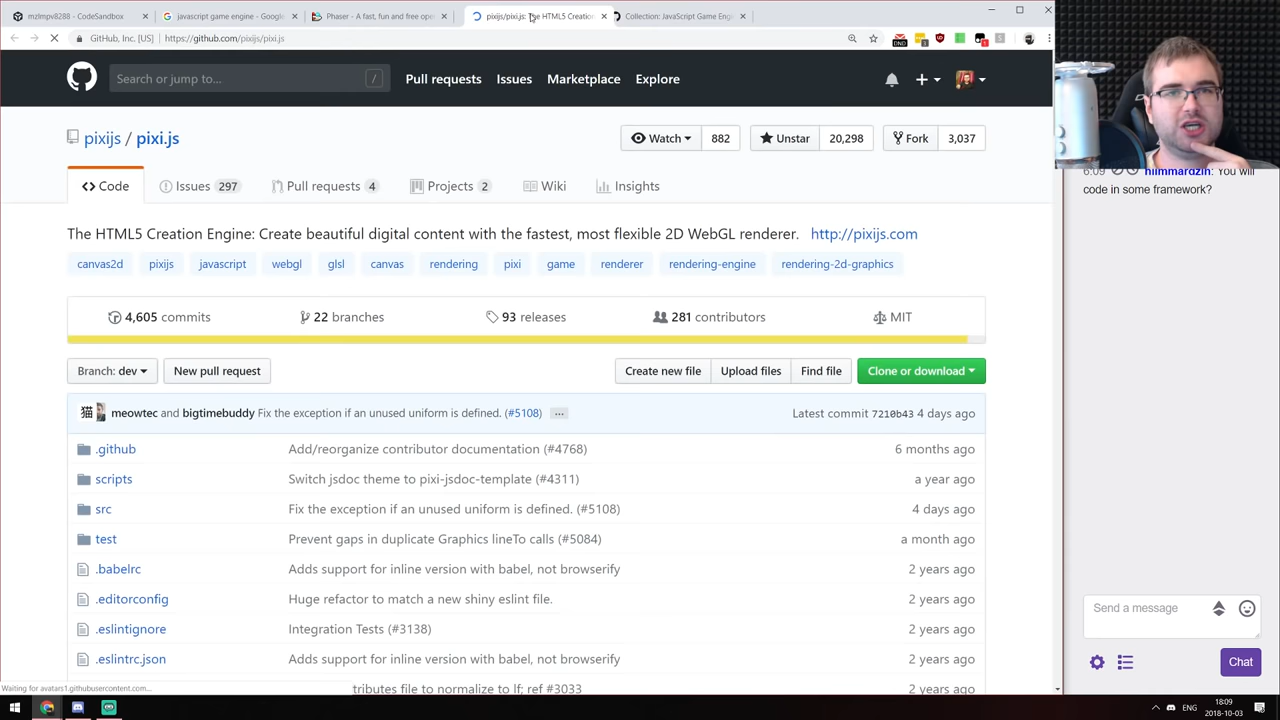 mzlmpv8288 - CodeSandbox
javascript game engine - Google
Phaser - A fast, fun and free ope
pixijs/pixi.js: The HTML5 Creation
Collection: JavaScript Game Eng
GitHub, Inc. [US] https://github.com/pixijs/pixi.js
Search or jump to... /
Pull requests Issues Marketplace Explore
pixijs / pixi.js
Watch 882
Unstar 20,298
Fork 3,037
Code
Issues 297
Pull requests 4
Projects 2
Wiki
Insights
The HTML5 Creation Engine: Create beautiful digital content with the fastest, most flexible 2D WebGL renderer. http://pixijs.com
canvas2d pixijs javascript webgl glsl canvas rendering pixi game renderer rendering-engine rendering-2d-graphics
4,605 commits
22 branches
93 releases
281 contributors
MIT
Branch: dev
New pull request
Create new file
Upload files
Find file
Clone or download
猫 meowtec and bigtimebuddy Fix the exception if an unused uniform is defined. (#5108) ...
Latest commit 7210b43 4 days ago
.github Add/reorganize contributor documentation (#4768) 6 months ago
scripts Switch jsdoc theme to pixi-jsdoc-template (#4311) a year ago
src Fix the exception if an unused uniform is defined. (#5108) 4 days ago
test Prevent gaps in duplicate Graphics lineTo calls (#5084) a month ago
.babelrc Adds support for inline version with babel, not browserify 2 years ago
.editorconfig Huge refactor to match a new shiny eslint file. 2 years ago
.eslintignore Integration Tests (#3138) 2 years ago
.eslintrc.json Adds support for inline version with babel, not browserify 2 years ago
tributes file to normalize to lf; ref #3033 2 years ago
Waiting for avatars1.githubusercontent.com...
6:09 hiimmardzih: You will
code in some framework?
Send a message
Chat
ENG
18:09
2018-10-03